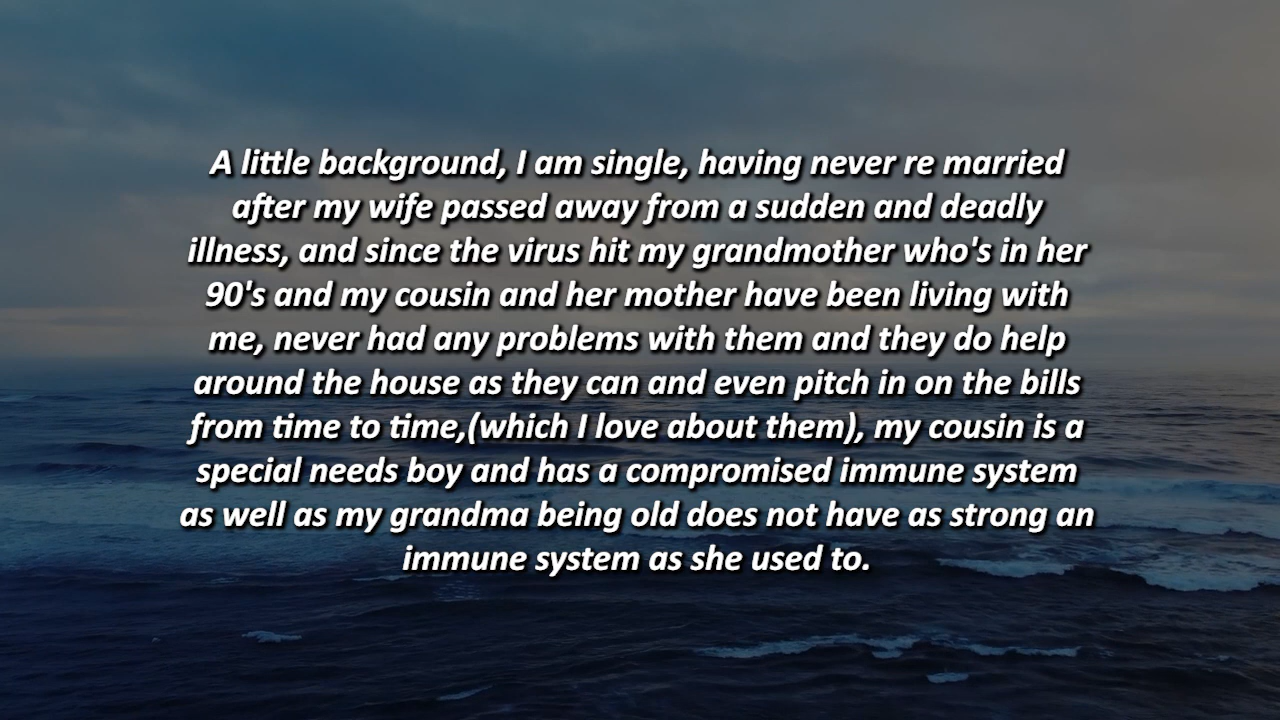 A little background, I am single, having never re married
after my wife passed away from a sudden and deadly
illness, and since the virus hit my grandmother who's in her
90's and my cousin and her mother have been living with
me, never had any problems with them and they do help
around the house as they can and even pitch in on the bills
from time to time,(which I love about them), my cousin is a
special needs boy and has a compromised immune system
as well as my grandma being old does not have as strong an
immune system as she used to.